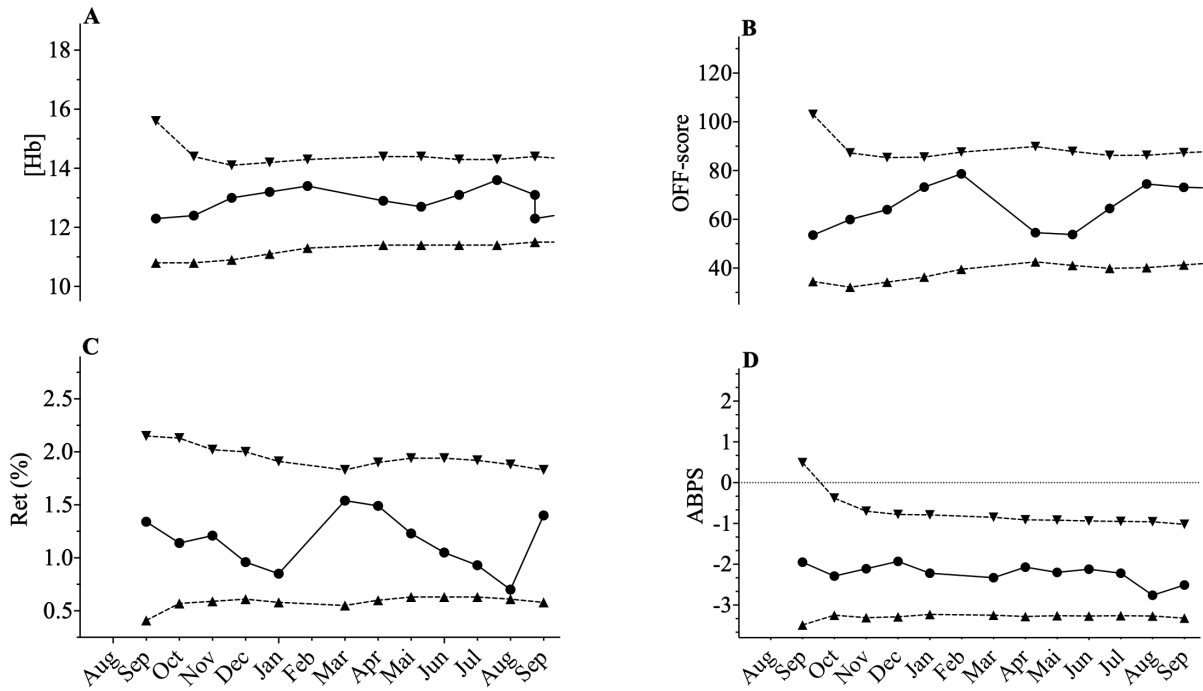 A
18
16
14
12
10
[Hb]
B
120
100
80
60
40
OFF-score
C
2.5
2.0
1.5
1.0
0.5
Ret (%)
Aug Sep Oct Nov Dec Jan Feb Mar Apr Mai Jun Jul Aug Sep
D
2
1
0
-1
-2
-3
ABPS
Aug Sep Oct Nov Dec Jan Feb Mar Apr Mai Jun Jul Aug Sep